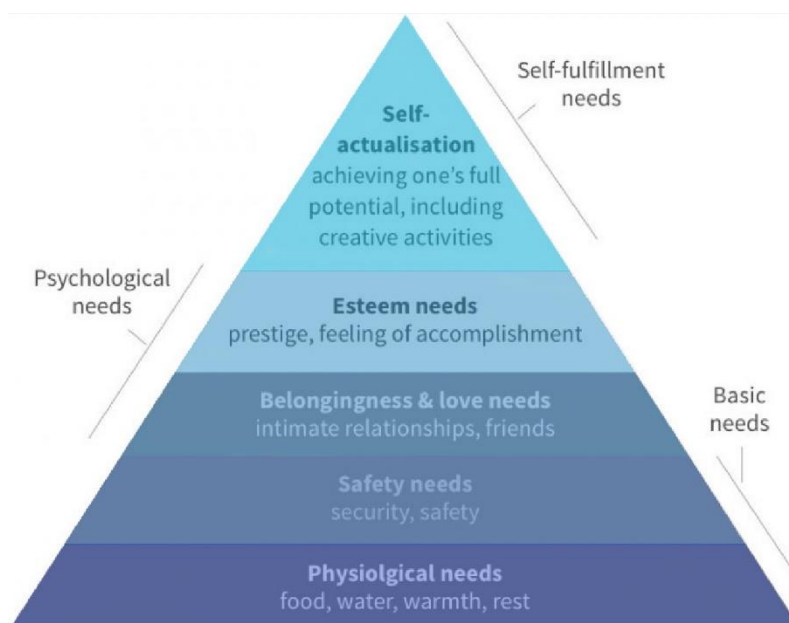 Self-fulfillment
needs
Self-
actualisation
achieving one's full
potential, including
creative activities
Psychological
needs
Esteem needs
prestige, feeling of accomplishment
Belongingness & love needs
intimate relationships, friends
Basic
needs
Safety needs
security, safety
Physiolgical needs
food, water, warmth, rest